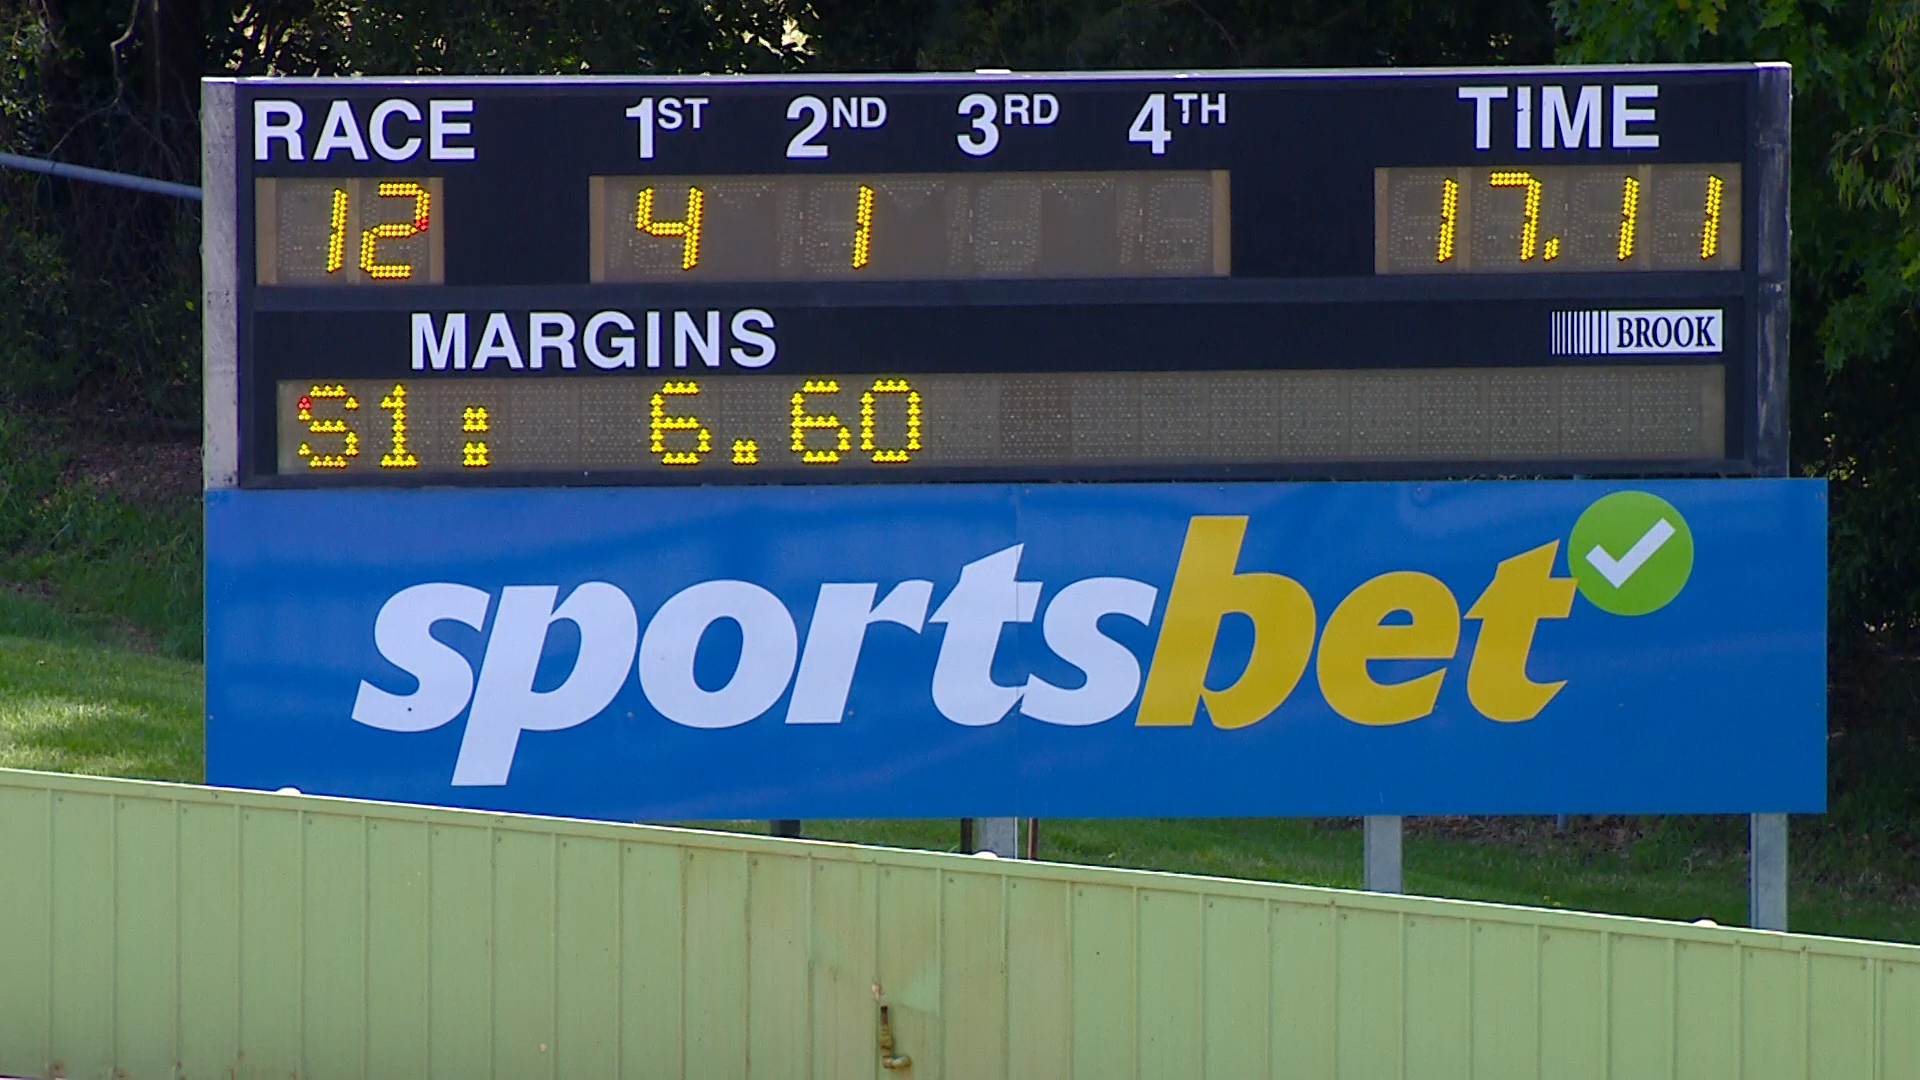 RACE 1ST 2ND 3RD 4TH TIME
12 4 1 17.11
MARGINS BROOK
S1: 6.60
sportsbet